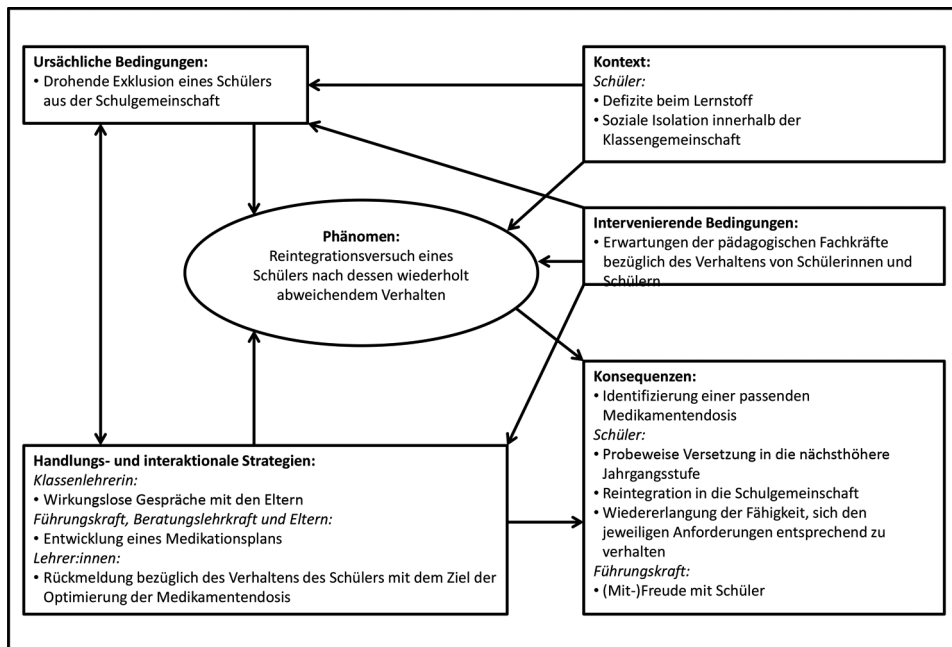 Ursächliche Bedingungen:
• Drohende Exklusion eines Schülers
aus der Schulgemeinschaft
Kontext:
Schüler:
• Defizite beim Lernstoff
• Soziale Isolation innerhalb der
Klassengemeinschaft
Phänomen:
Reintegrationsversuch eines
Schülers nach dessen wiederholt
abweichendem Verhalten
Intervenierende Bedingungen:
• Erwartungen der pädagogischen Fachkräfte
bezüglich des Verhaltens von Schülerinnen und
Schülern
Handlungs- und interaktionale Strategien:
Klassenlehrerin:
• Wirkungslose Gespräche mit den Eltern
Führungskraft, Beratungslehrkraft und Eltern:
• Entwicklung eines Medikationsplans
Lehrer:innen:
• Rückmeldung bezüglich des Verhaltens des Schülers mit dem Ziel der
Optimierung der Medikamentendosis
Konsequenzen:
• Identifizierung einer passenden
Medikamentendosis
Schüler:
• Probeweise Versetzung in die nächsthöhere
Jahrgangsstufe
• Reintegration in die Schulgemeinschaft
• Wiedererlangung der Fähigkeit, sich den
jeweiligen Anforderungen entsprechend zu
verhalten
Führungskraft:
• (Mit-)Freude mit Schüler